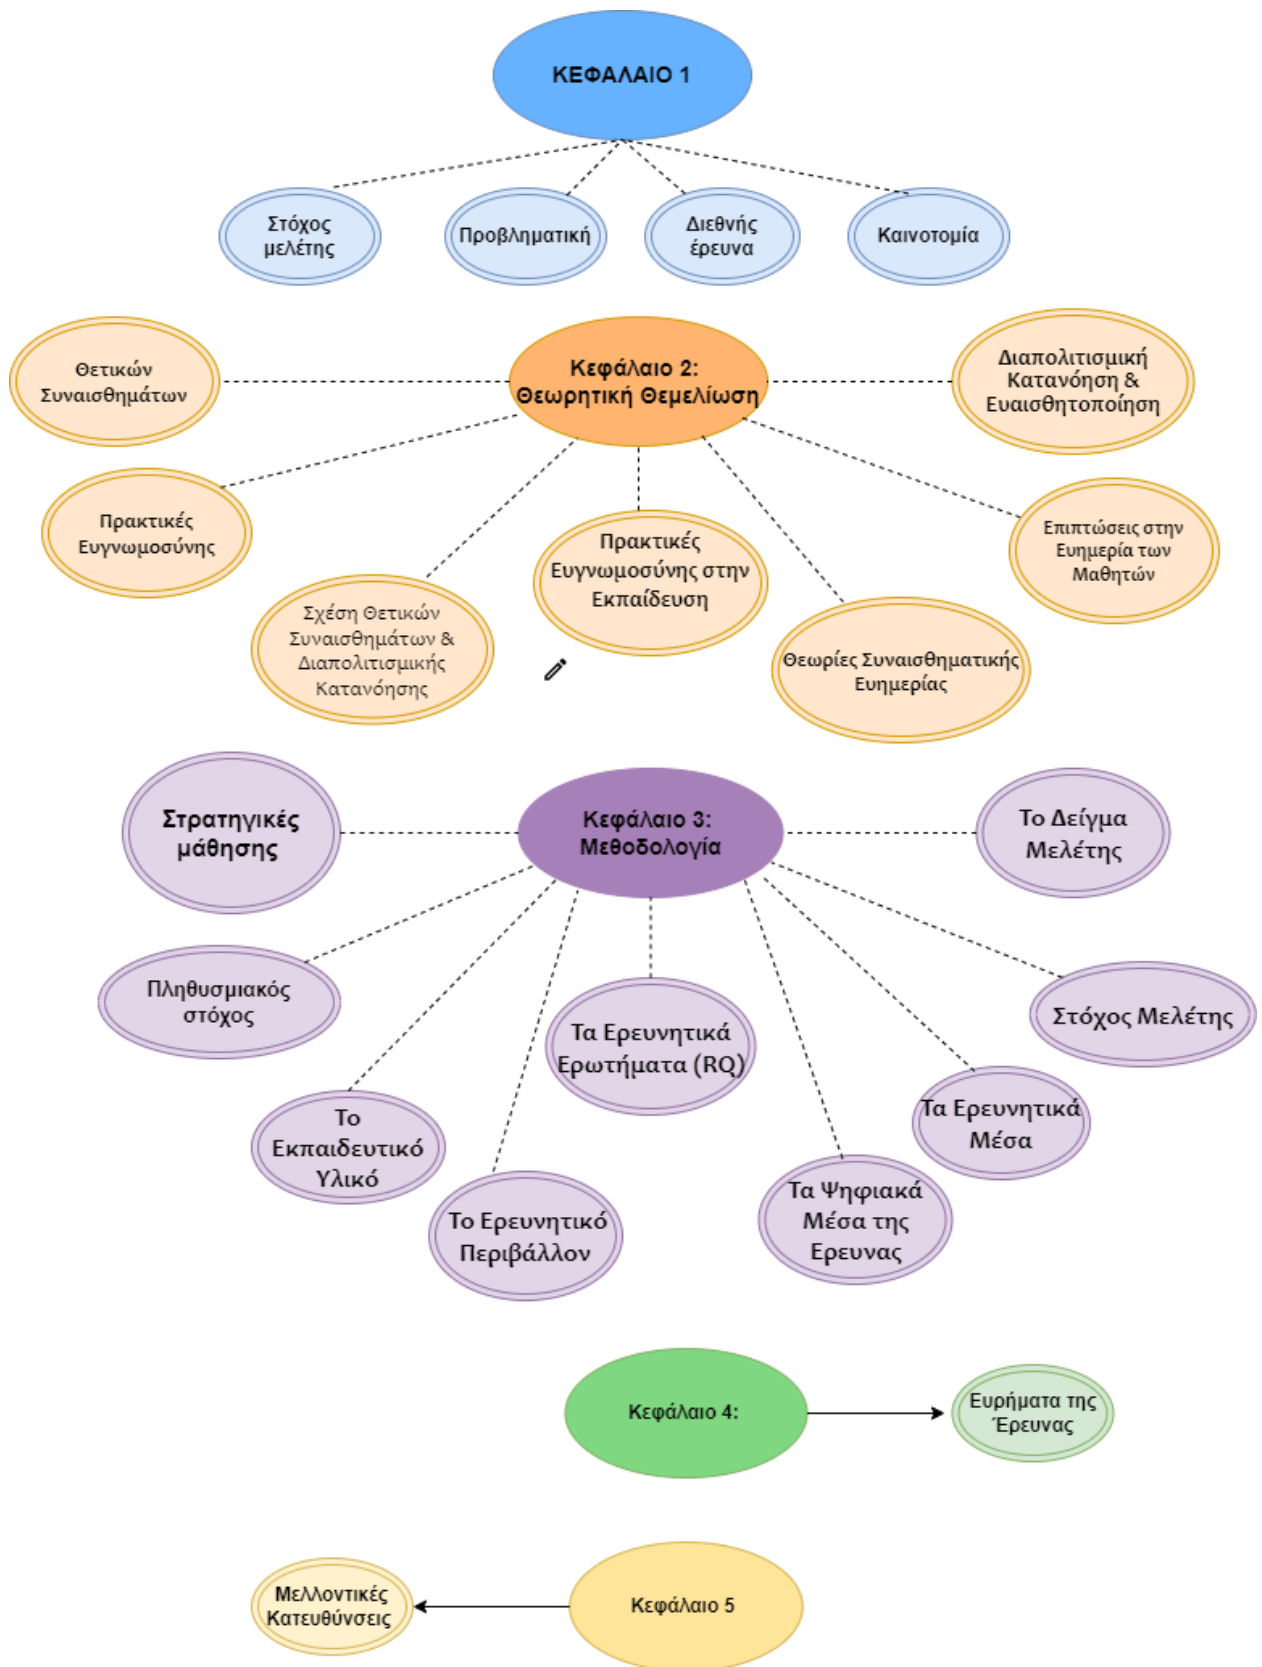 ΚΕΦΑΛΑΙΟ 1
Στόχος
μελέτης
Προβληματική
Διεθνής
έρευνα
Καινοτομία
Κεφάλαιο 2:
Θεωρητική Θεμελίωση
Θετικών
Συναισθημάτων
Διαπολιτισμική
Κατανόηση &
Ευαισθητοποίηση
Πρακτικές
Ευγνωμοσύνης
Σχέση Θετικών
Συναισθημάτων &
Διαπολιτισμικής
Κατανόησης
Πρακτικές
Ευγνωμοσύνης στην
Εκπαίδευση
Θεωρίες Συναισθηματικής
Ευημερίας
Επιπτώσεις στην
Ευημερία των
Μαθητών
Κεφάλαιο 3:
Μεθοδολογία
Στρατηγικές
μάθησης
Το Δείγμα
Μελέτης
Πληθυσμιακός
στόχος
Το
Εκπαιδευτικό
Υλικό
Το Ερευνητικό
Περιβάλλον
Τα Ερευνητικά
Ερωτήματα (RQ)
Τα Ψηφιακά
Μέσα της
Ερευνας
Τα Ερευνητικά
Μέσα
Στόχος Μελέτης
Κεφάλαιο 4:
Ευρήματα της
Έρευνας
Κεφάλαιο 5
Μελλοντικές
Κατευθύνσεις